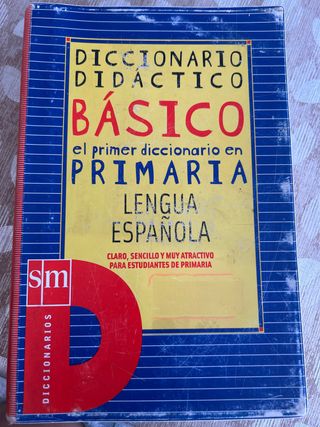 DICCIONARIO
DIDÁCTICO
BÁSICO
el primer diccionario en
PRIMARIA
LENGUA
ESPAÑOLA
CLARO, SENCILLO Y MUY ATRACTIVO
PARA ESTUDIANTES DE PRIMARIA
sm
D
DICCIONARIOS